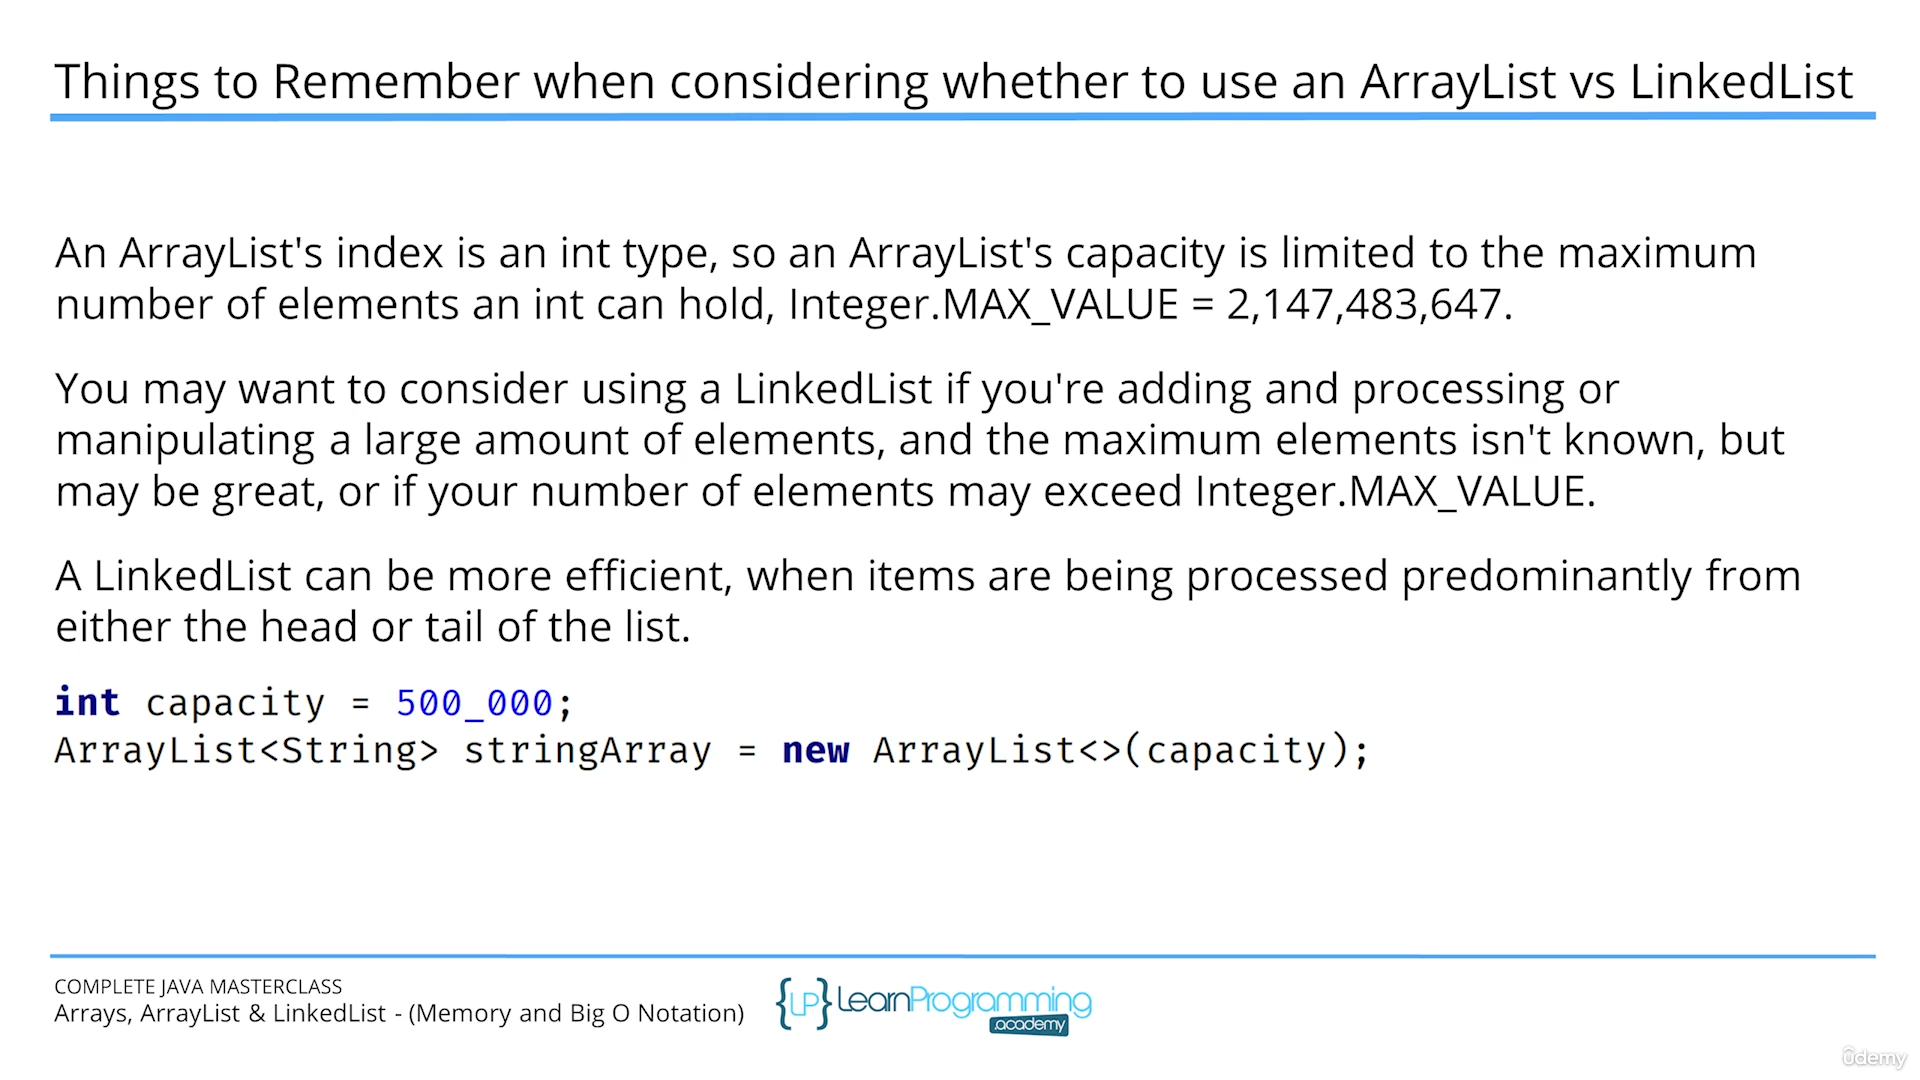 Things to Remember when considering whether to use an ArrayList vs LinkedList
An ArrayList's index is an int type, so an ArrayList's capacity is limited to the maximum
number of elements an int can hold, Integer.MAX_VALUE = 2,147,483,647.
You may want to consider using a LinkedList if you're adding and processing or
manipulating a large amount of elements, and the maximum elements isn't known, but
may be great, or if your number of elements may exceed Integer.MAX_VALUE.
A LinkedList can be more efficient, when items are being processed predominantly from
either the head or tail of the list.
int capacity = 500_000;
ArrayList<String> stringArray = new ArrayList<>(capacity);
COMPLETE JAVA MASTERCLASS
Arrays, ArrayList & LinkedList - (Memory and Big O Notation)
{LP} LearnProgramming
.academy
ûdemy